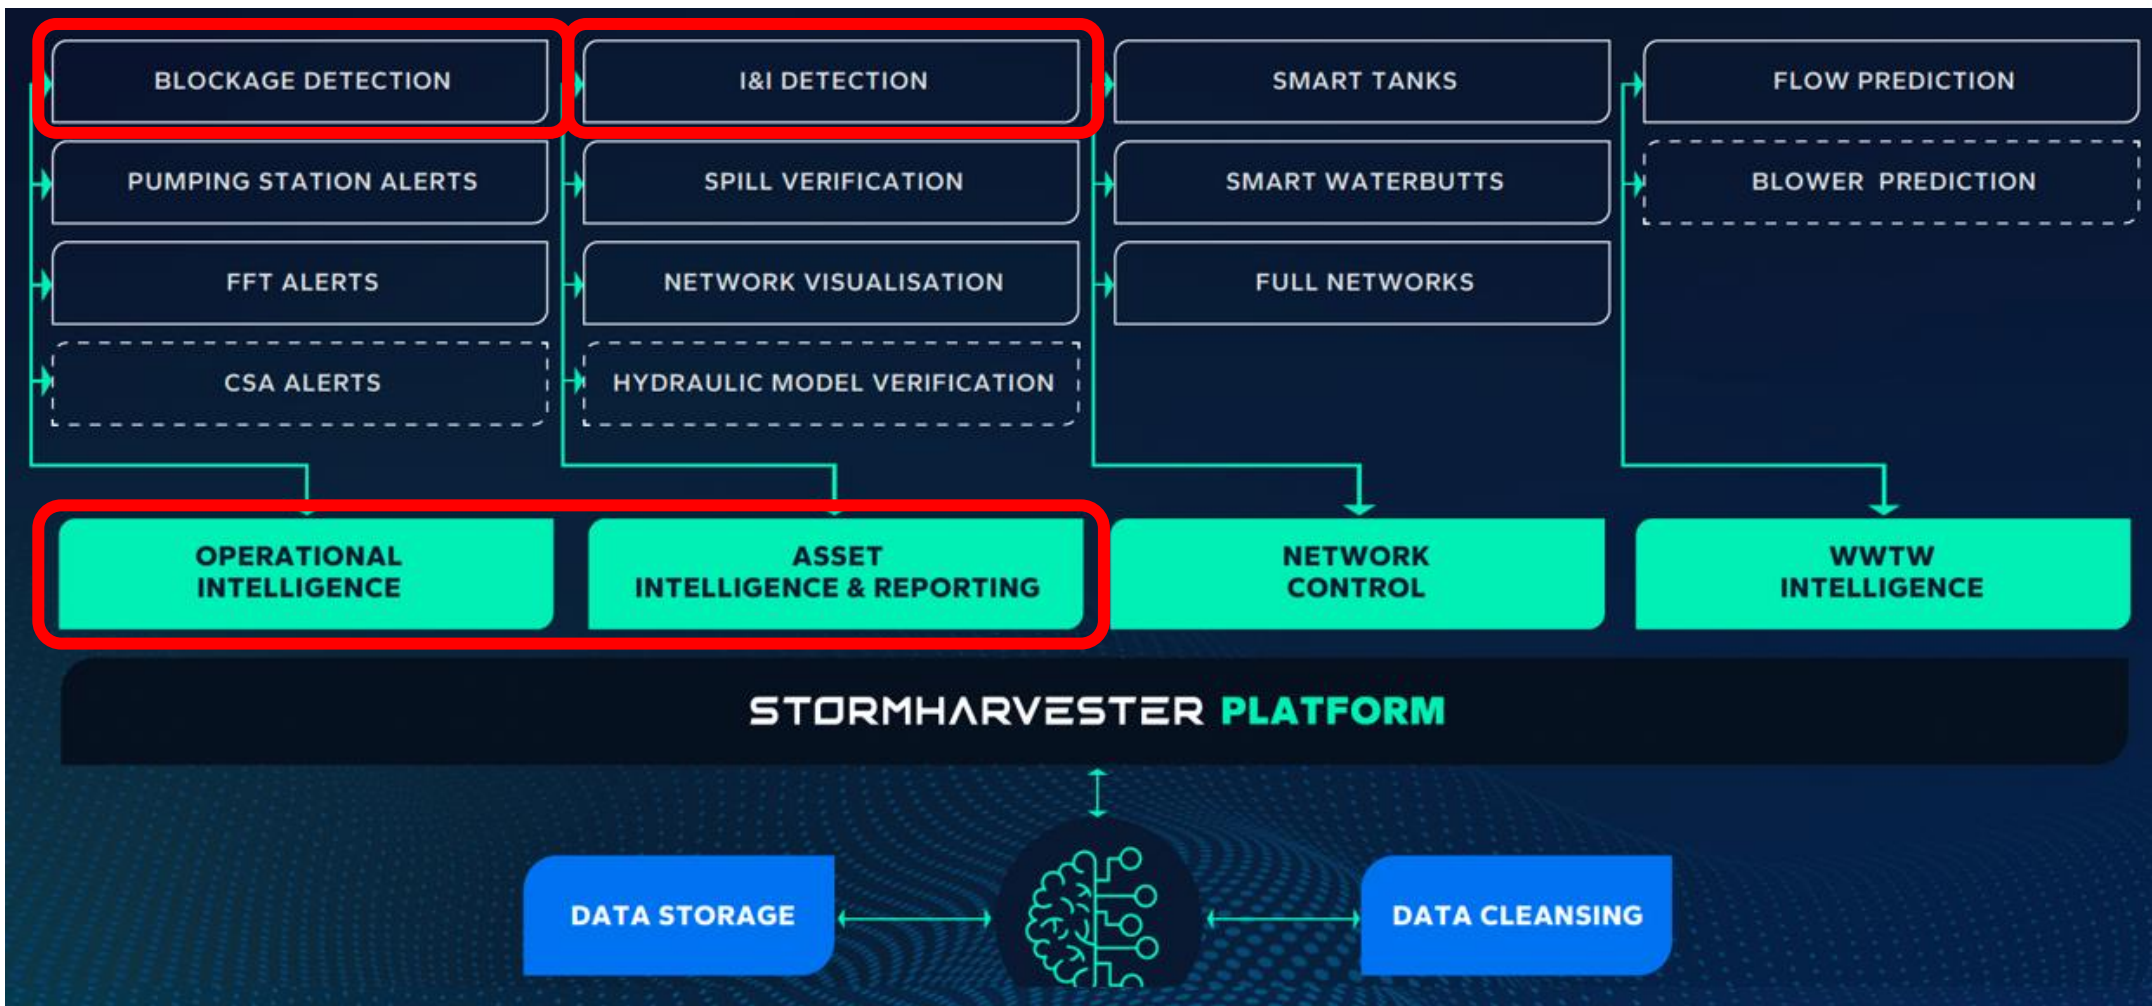 BLOCKAGE DETECTION
I&I DETECTION
SMART TANKS
FLOW PREDICTION
PUMPING STATION ALERTS
SPILL VERIFICATION
SMART WATERBUTTS
BLOWER PREDICTION
FFT ALERTS
NETWORK VISUALISATION
FULL NETWORKS
CSA ALERTS
HYDRAULIC MODEL VERIFICATION
OPERATIONAL
INTELLIGENCE
ASSET
INTELLIGENCE & REPORTING
NETWORK
CONTROL
WWTW
INTELLIGENCE
STORMHARVESTER PLATFORM
DATA STORAGE
DATA CLEANSING